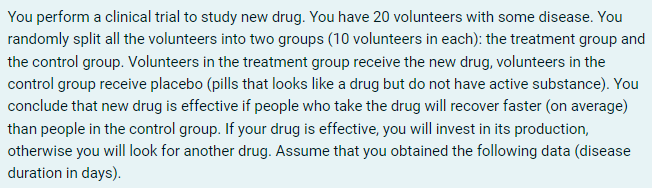 You perform a clinical trial to study new drug. You have 20 volunteers with some disease. You
randomly split all the volunteers into two groups (10 volunteers in each): the treatment group and
the control group. Volunteers in the treatment group receive the new drug, volunteers in the
control group receive placebo (pills that looks like a drug but do not have active substance). You
conclude that new drug is effective if people who take the drug will recover faster (on average)
than people in the control group. If your drug is effective, you will invest in its production,
otherwise you will look for another drug. Assume that you obtained the following data (disease
duration in days).